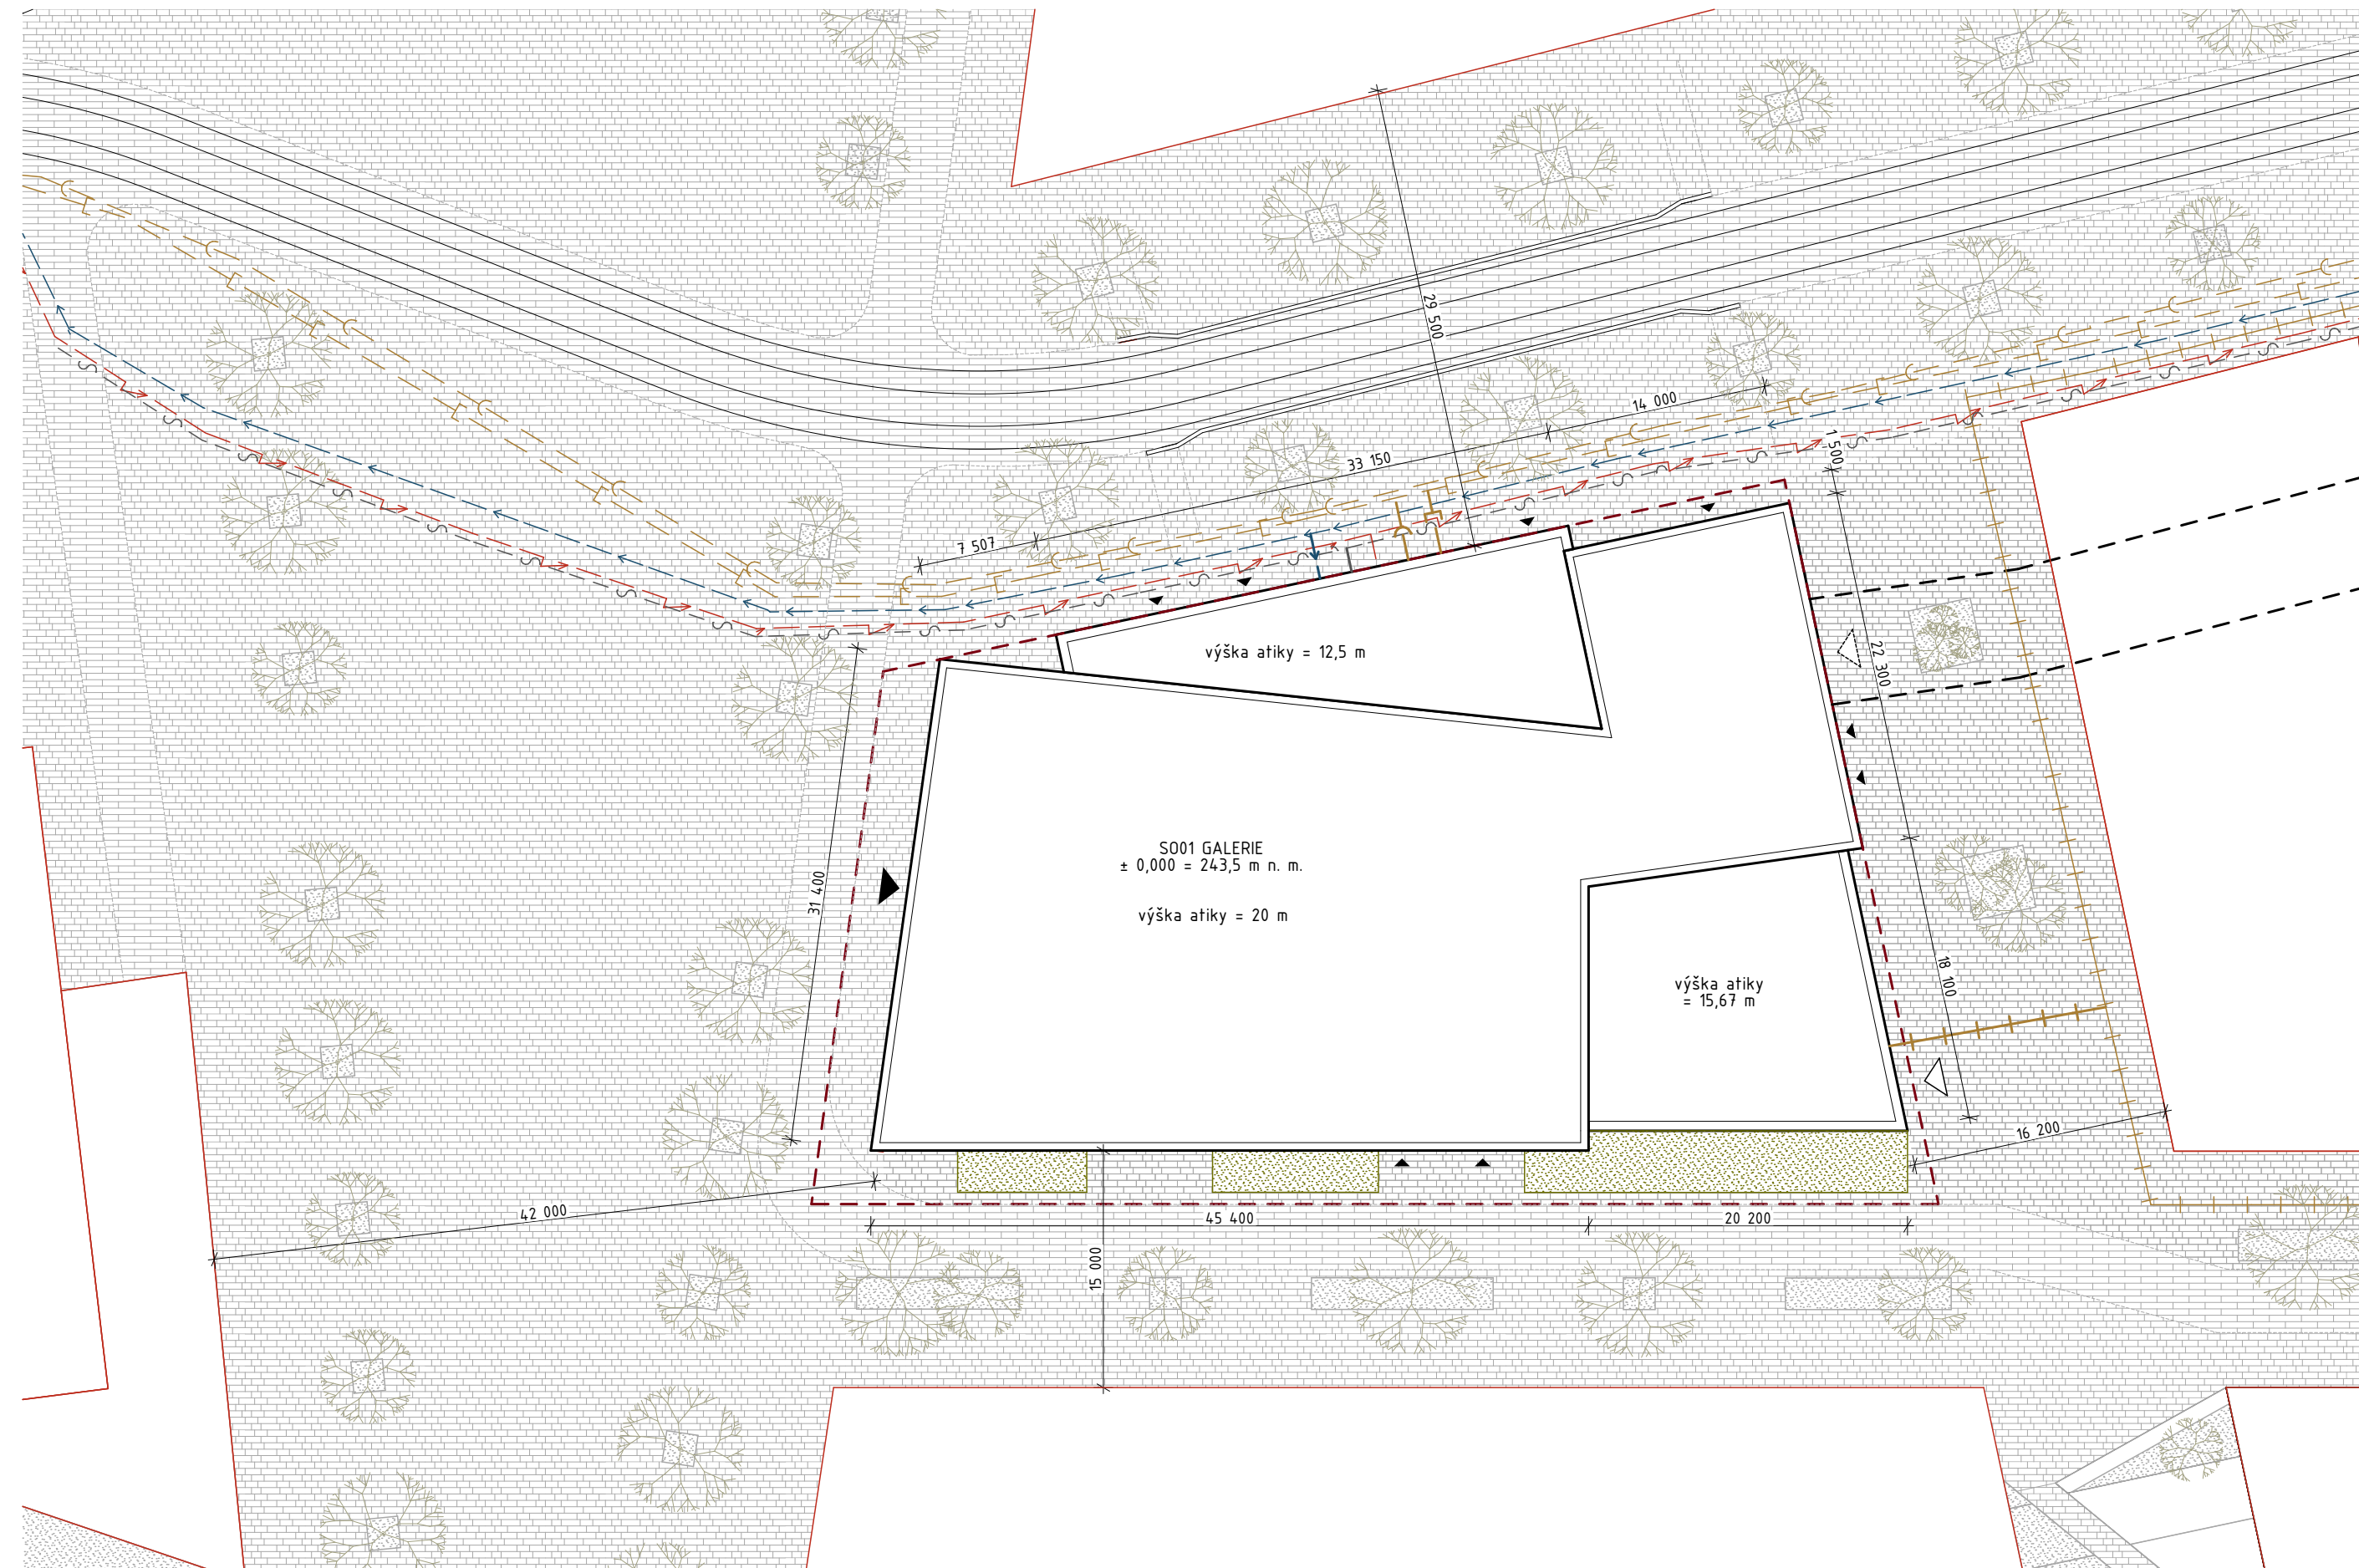 29 500
14 000
33 150
1 500
7 507
výška atiky = 12,5 m
22 300
SO01 GALERIE
± 0,000 = 243,5 m n. m.
31 400
výška atiky = 20 m
výška atiky
= 15,67 m
18 100
16 200
42 000
45 400
20 200
15 000